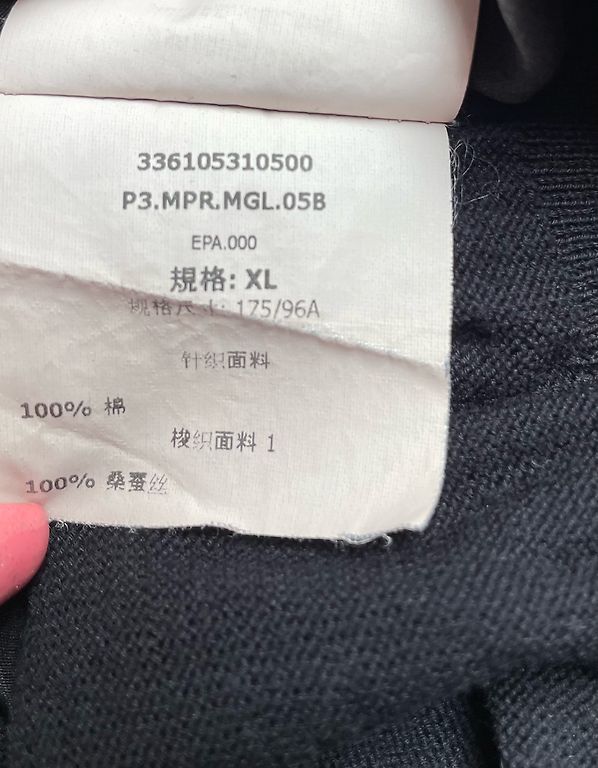 336105310500
P3.MPR.MGL.05B
EPA.000
規格: XL
规格尺寸: 175/96A
针织面料
100% 棉
梭织面料 1
100% 桑蚕丝